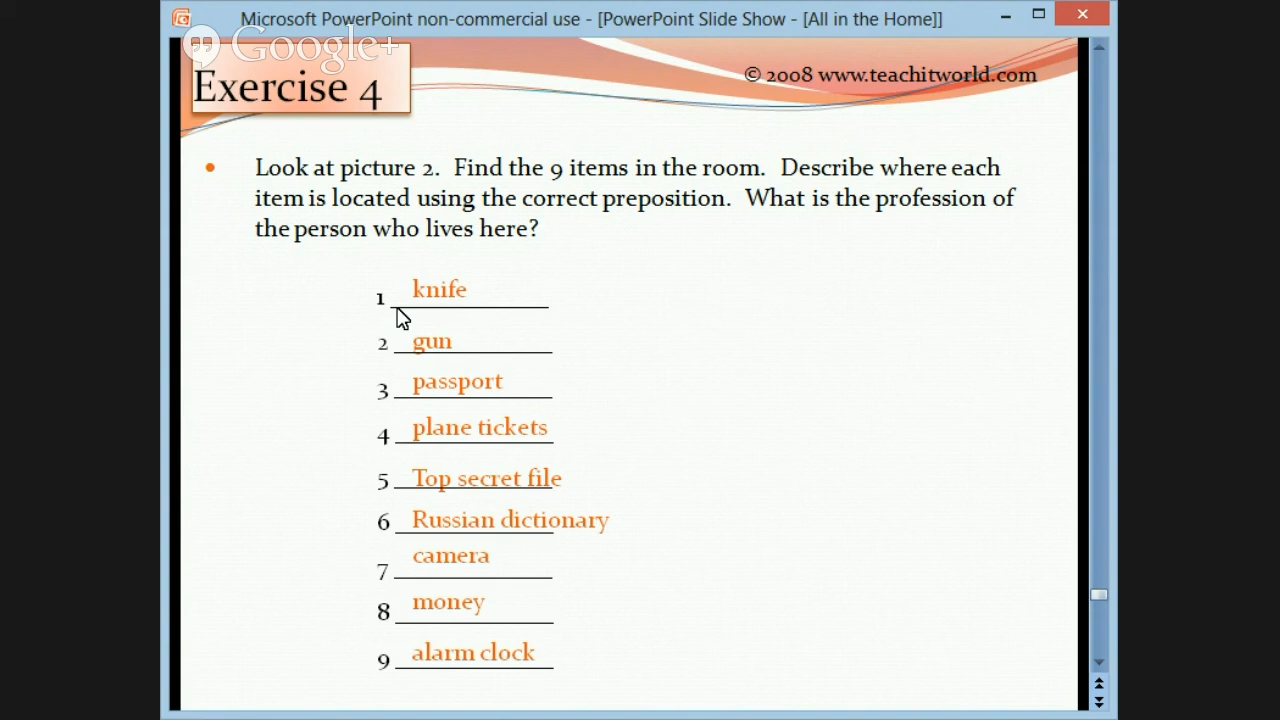 Microsoft PowerPoint non-commercial use - [PowerPoint Slide Show - [All in the Home]]
Google+
Exercise 4
© 2008 www.teachitworld.com
• Look at picture 2. Find the 9 items in the room. Describe where each
item is located using the correct preposition. What is the profession of
the person who lives here?
1 knife
2 gun
3 passport
4 plane tickets
5 Top secret file
6 Russian dictionary
7 camera
8 money
9 alarm clock